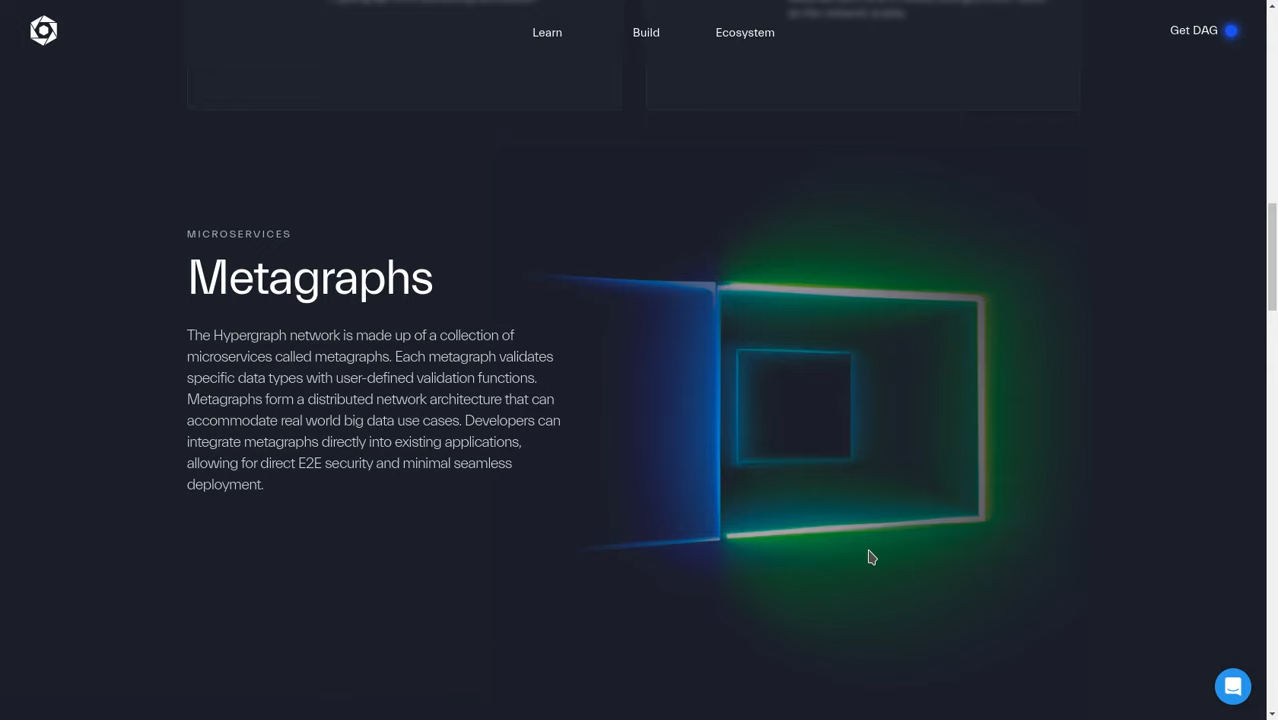 Learn
Build
Ecosystem
Get DAG
MICROSERVICES
Metagraphs
The Hypergraph network is made up of a collection of
microservices called metagraphs. Each metagraph validates
specific data types with user-defined validation functions.
Metagraphs form a distributed network architecture that can
accommodate real world big data use cases. Developers can
integrate metagraphs directly into existing applications,
allowing for direct E2E security and minimal seamless
deployment.